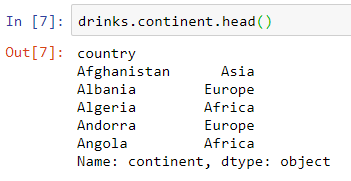 In [7]: drinks.continent.head()
Out[7]: country
Afghanistan Asia
Albania Europe
Algeria Africa
Andorra Europe
Angola Africa
Name: continent, dtype: object